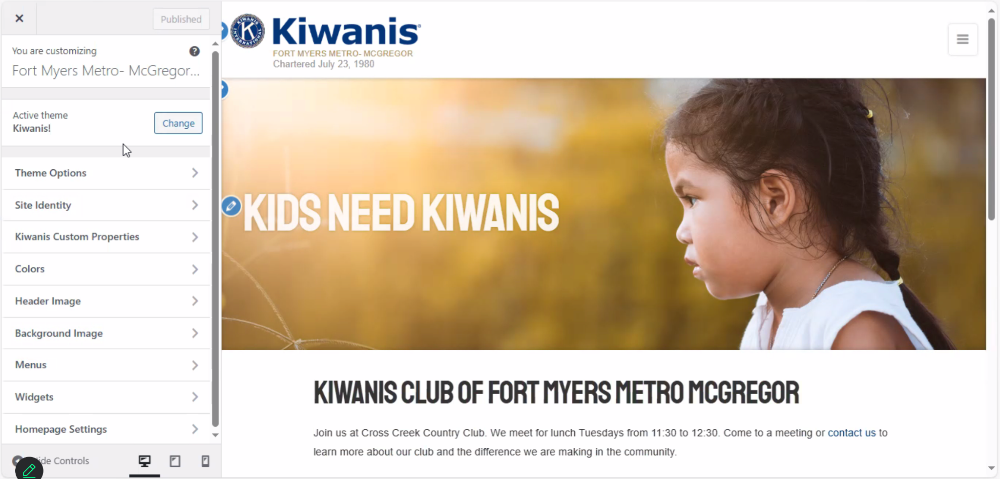 Published
You are customizing
Fort Myers Metro- McGregor...
Active theme
Kiwanis!
Change
Theme Options
Site Identity
Kiwanis Custom Properties
Colors
Header Image
Background Image
Menus
Widgets
Homepage Settings
ide Controls
KIWANIS
K
INTERNATIONAL
Kiwanis®
FORT MYERS METRO- MCGREGOR
Chartered July 23, 1980
KIDS NEED KIWANIS
KIWANIS CLUB OF FORT MYERS METRO MCGREGOR
Join us at Cross Creek Country Club. We meet for lunch Tuesdays from 11:30 to 12:30. Come to a meeting or contact us to
learn more about our club and the difference we are making in the community.